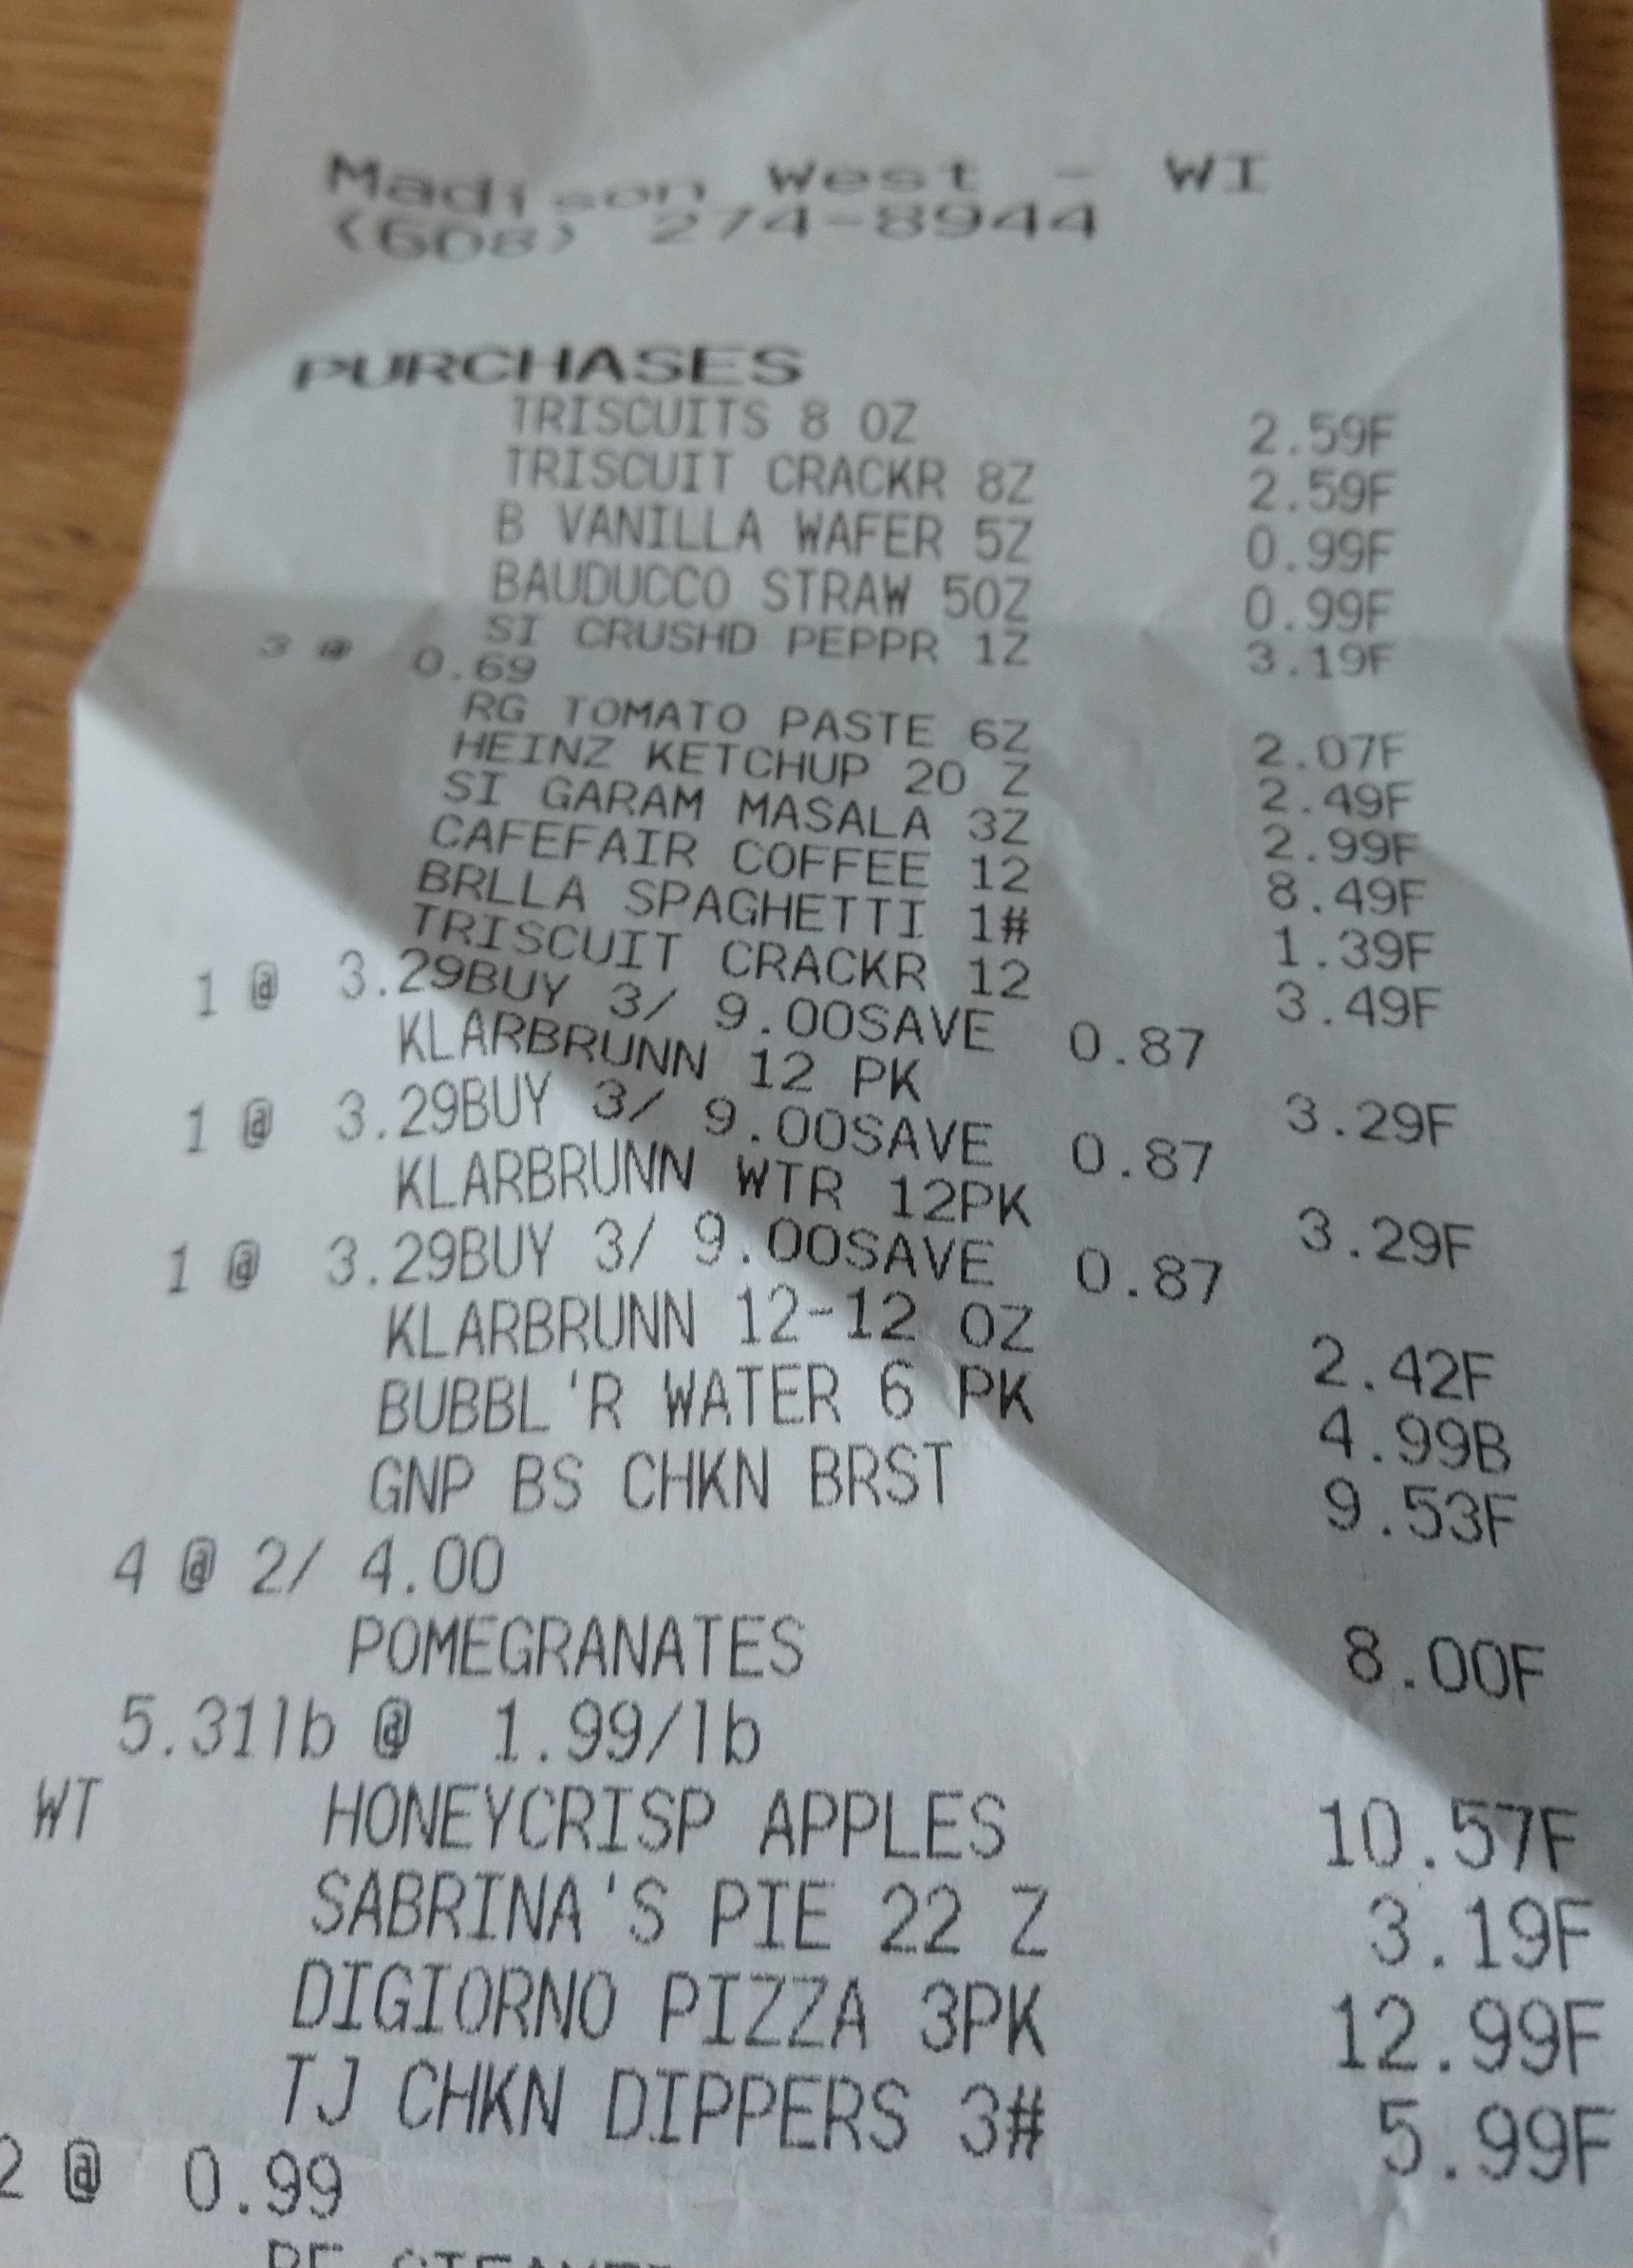 Madison West - WI
(608) 274-8944
PURCHASES
TRISCUITS 8 OZ 2.59F
TRISCUIT CRACKR 8Z 2.59F
B VANILLA WAFER 5Z 0.99F
BAUDUCCO STRAW 5OZ 0.99F
SI CRUSHD PEPPR 1Z 3.19F
3 @ 0.69
RG TOMATO PASTE 6Z 2.07F
HEINZ KETCHUP 20 Z 2.49F
SI GARAM MASALA 3Z 2.99F
CAFEFAIR COFFEE 12 8.49F
BRLLA SPAGHETTI 1# 1.39F
TRISCUIT CRACKR 12 3.49F
1 @ 3.29BUY 3/ 9.00SAVE 0.87
KLARBRUNN 12 PK 3.29F
1 @ 3.29BUY 3/ 9.00SAVE 0.87
KLARBRUNN WTR 12PK 3.29F
1 @ 3.29BUY 3/ 9.00SAVE 0.87
KLARBRUNN 12-12 OZ 2.42F
BUBBL'R WATER 6 PK 4.99B
GNP BS CHKN BRST 9.53F
4 @ 2/ 4.00
POMEGRANATES 8.00F
5.31lb @ 1.99/lb
WT HONEYCRISP APPLES 10.57F
SABRINA'S PIE 22 Z 3.19F
DIGIORNO PIZZA 3PK 12.99F
TJ CHKN DIPPERS 3# 5.99F
2 @ 0.99